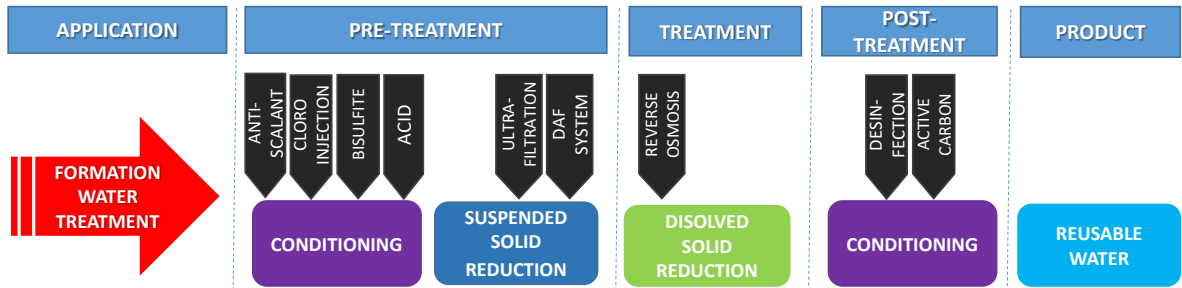 APPLICATION
PRE-TREATMENT
TREATMENT
POST-
TREATMENT
PRODUCT
ANTI-
SCALANT
CLORO
INJECTION
BISULFITE
ACID
ULTRA-
FILTRATION
DAF
SYSTEM
REVERSE
OSMOSIS
DESIN-
FECTION
ACTIVE
CARBON
FORMATION
WATER
TREATMENT
CONDITIONING
SUSPENDED
SOLID
REDUCTION
DISOLVED
SOLID
REDUCTION
CONDITIONING
REUSABLE
WATER